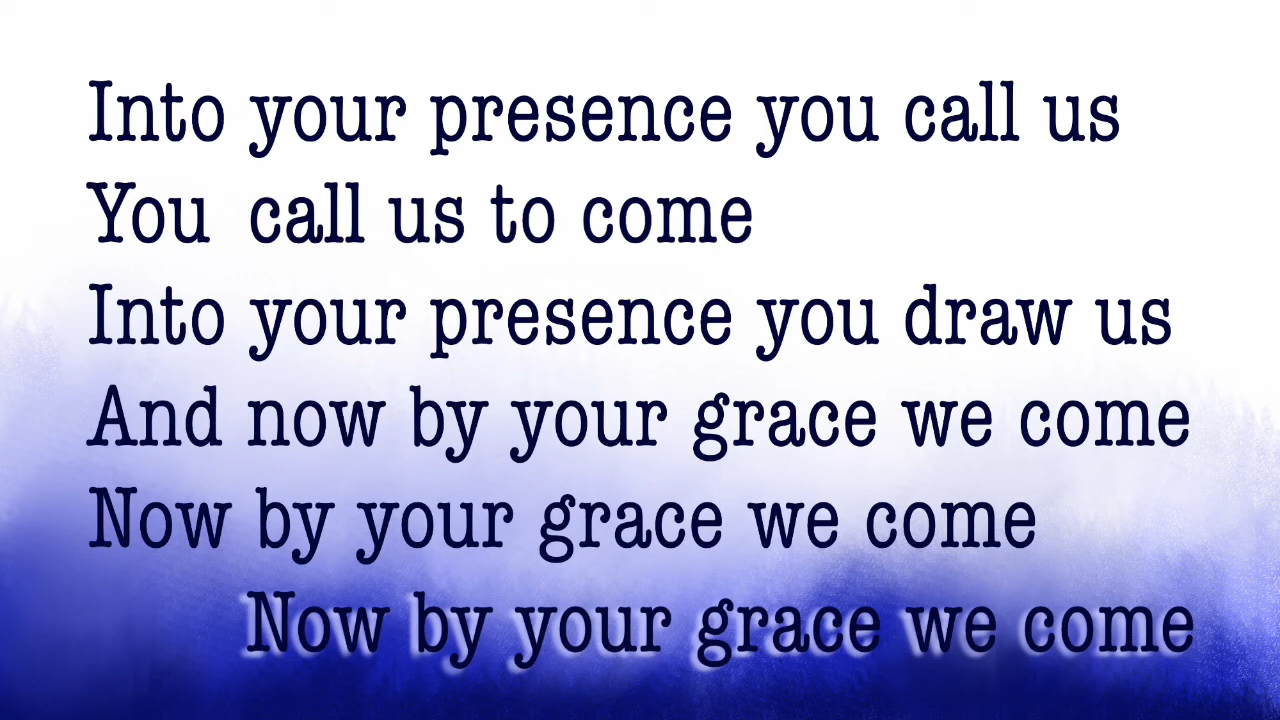 Into your presence you call us
You  call us to come
Into your presence you draw us
And now by your grace we come
Now by your grace we come
Now by your grace we come